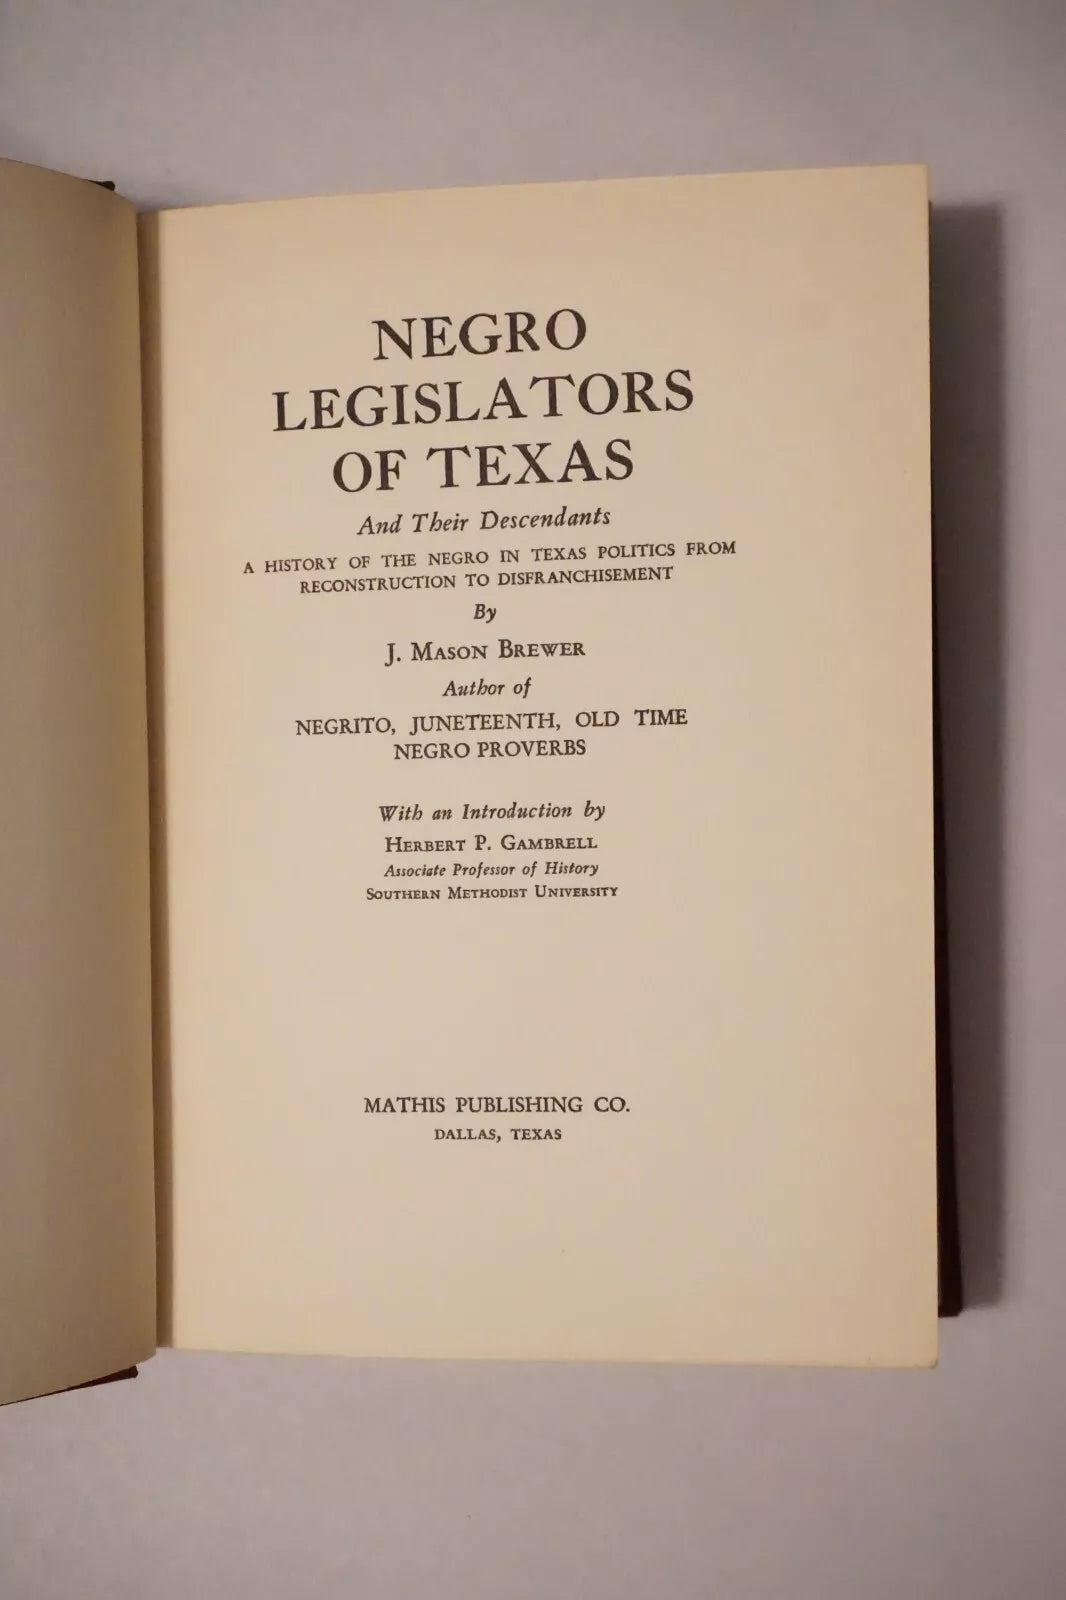 NEGRO
LEGISLATORS
OF TEXAS
And Their Descendants
A HISTORY OF THE NEGRO IN TEXAS POLITICS FROM
RECONSTRUCTION TO DISFRANCHISEMENT
By
J. MASON BREWER
Author of
NEGRITO, JUNETEENTH, OLD TIME
NEGRO PROVERBS
With an Introduction by
HERBERT P. GAMBRELL
Associate Professor of History
SOUTHERN METHODIST UNIVERSITY
MATHIS PUBLISHING CO.
DALLAS, TEXAS